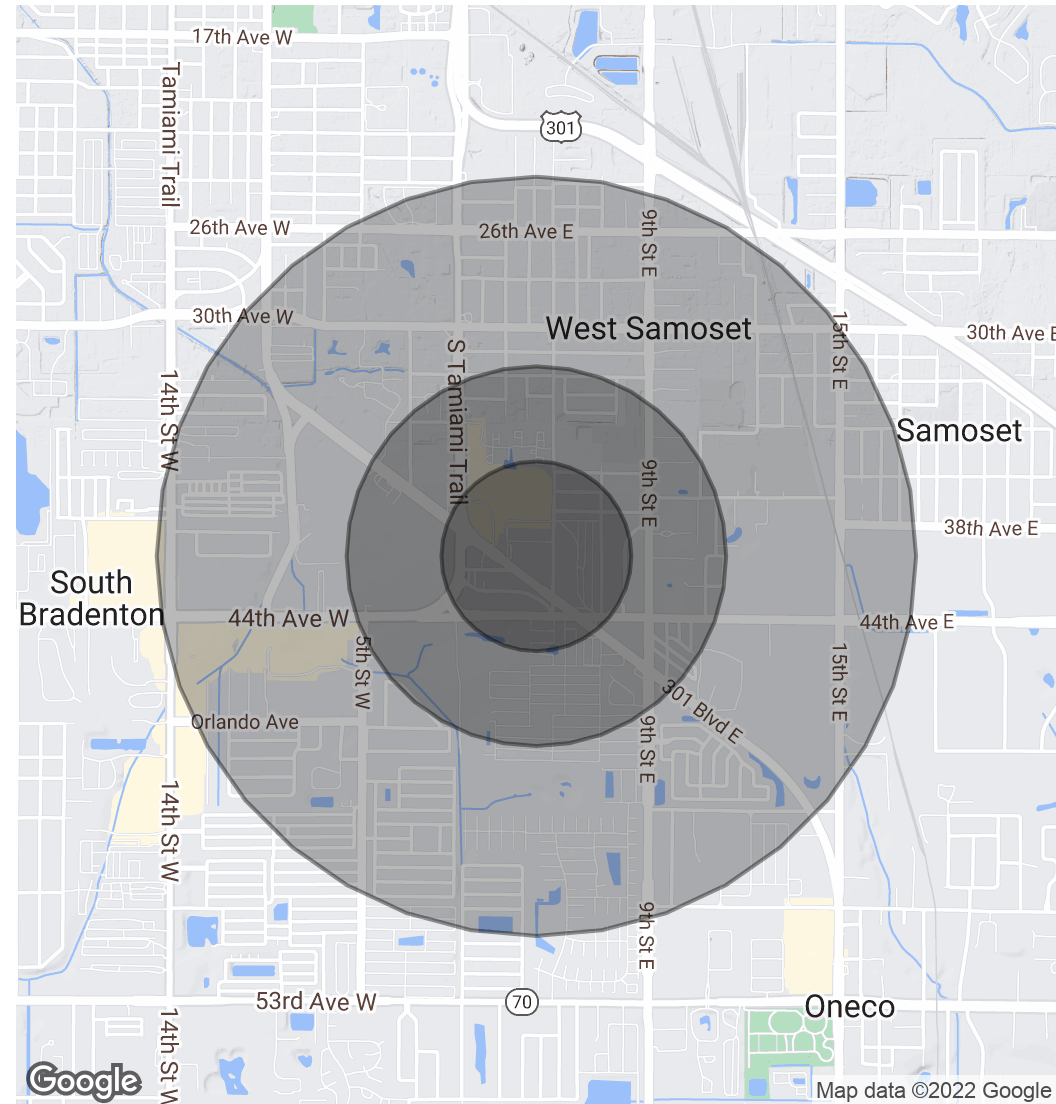 17th Ave W
Tamiami Trail
301
26th Ave W
26th Ave E
9th St E
30th Ave W
West Samoset
15th St E
30th Ave E
S Tamiami Trail
14th St W
Samoset
9th St E
38th Ave E
South
Bradenton
44th Ave W
44th Ave E
5th St W
15th St E
301 Blvd E
Orlando Ave
9th St E
14th St W
9th St E
53rd Ave W
70
Oneco
14th St W
Google
Map data ©2022 Google